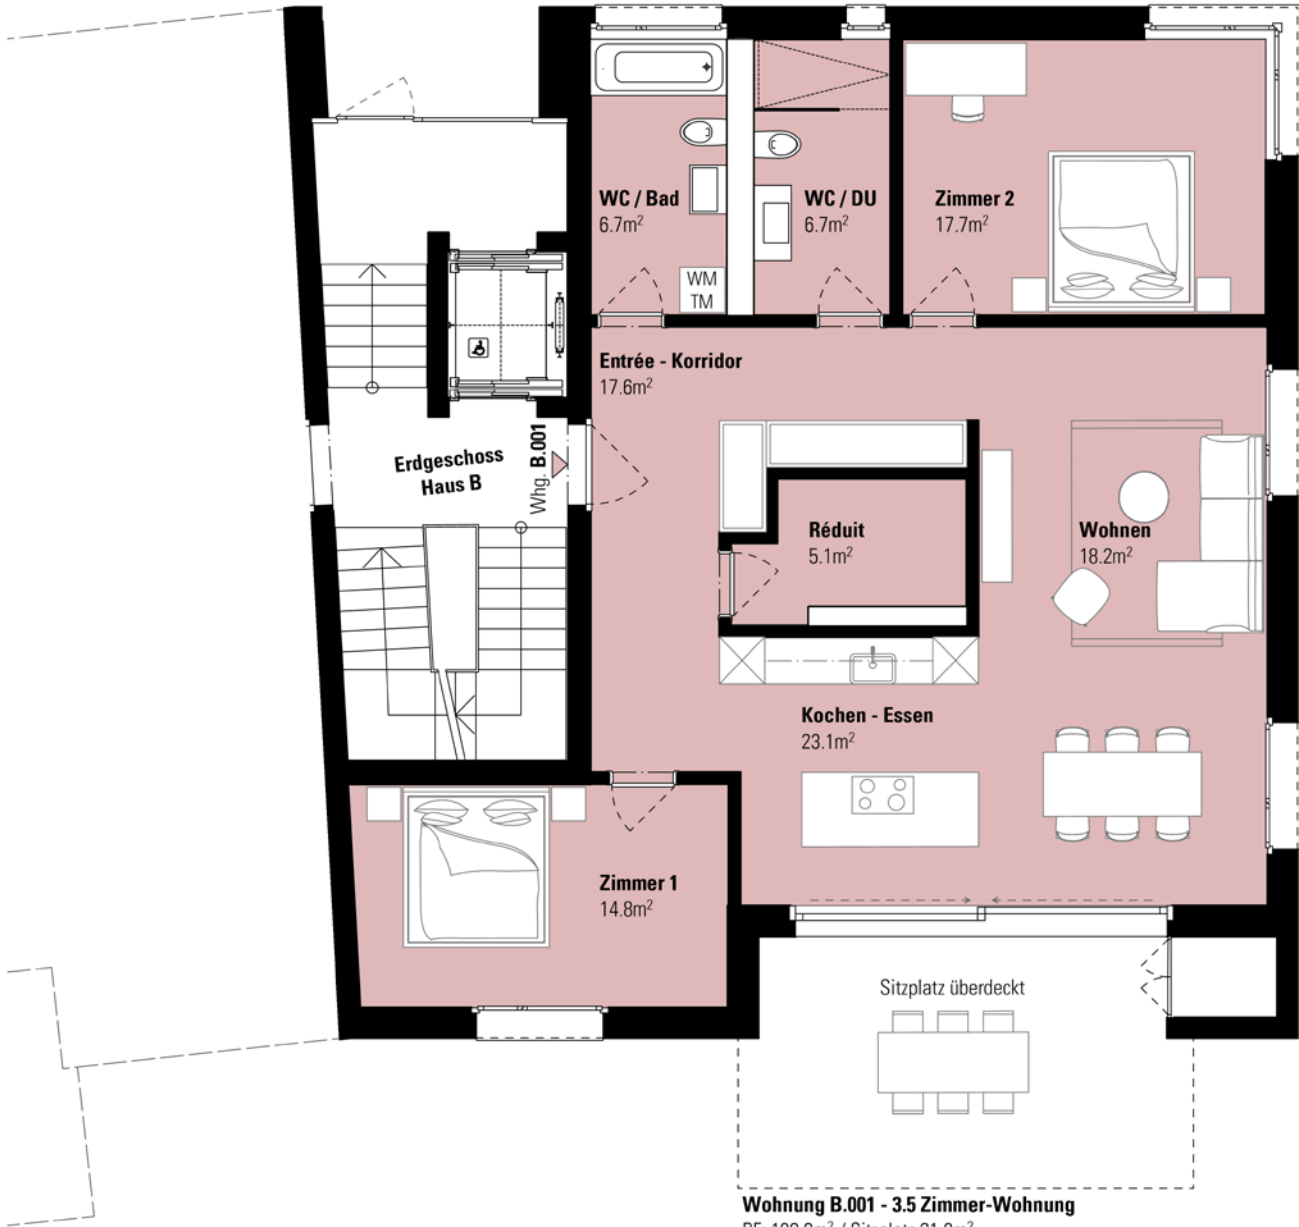 WC / Bad
6.7m²
WC / DU
6.7m²
Zimmer 2
17.7m²
WM
TM
Entrée - Korridor
17.6m²
Erdgeschoss
Haus B
Whg. B.001
Réduit
5.1m²
Wohnen
18.2m²
Kochen - Essen
23.1m²
Zimmer 1
14.8m²
Sitzplatz überdeckt
Wohnung B.001 - 3.5 Zimmer-Wohnung